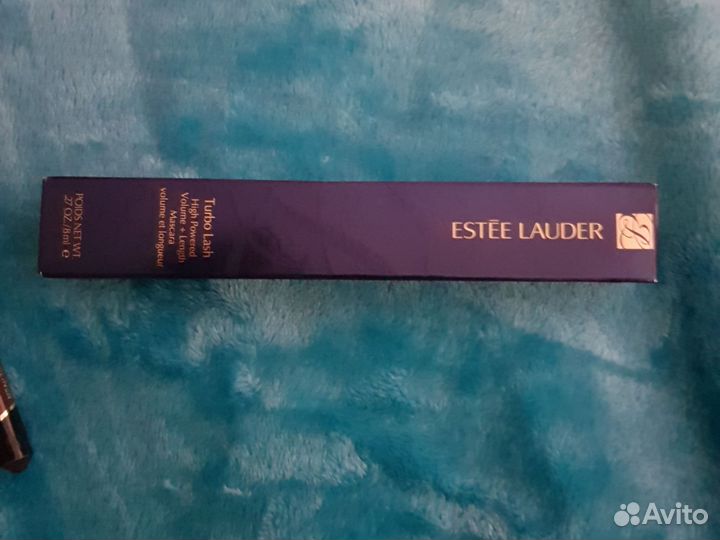 ESTĒE LAUDER
Turbo Lash
High Powered
Volume + Length
Mascara
volume et longueur
POIDS NET WT.
.27 OZ./8 ml ℮
Avito